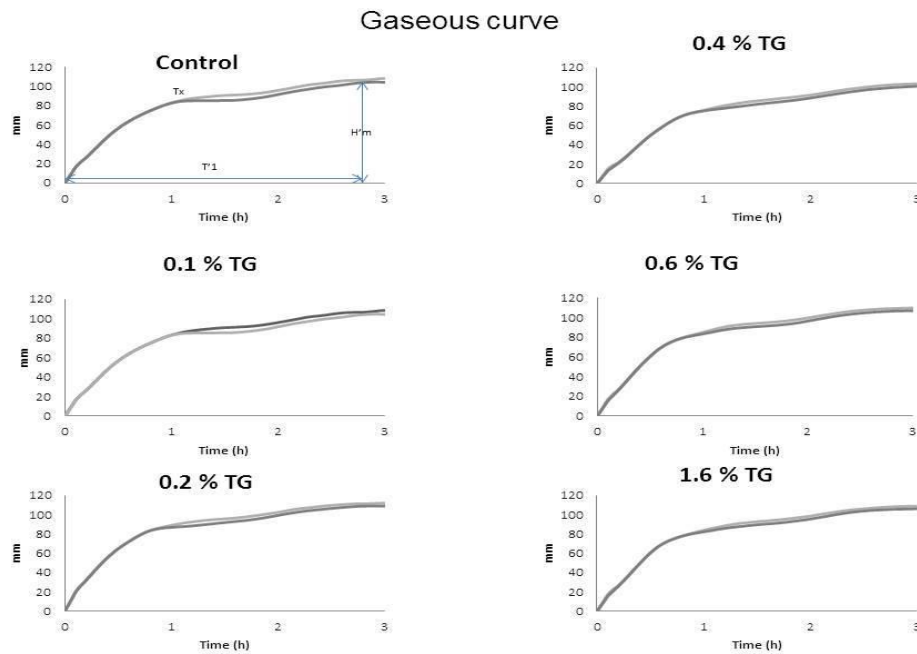 Gaseous curve
Control
120
100
80
60
40
20
0
mm
Tx
H'm
T'1
0 1 2 3
Time (h)
0.4 % TG
120
100
80
60
40
20
0
mm
0 1 2 3
Time (h)
0.1 % TG
120
100
80
60
40
20
0
mm
0 1 2 3
Time (h)
0.6 % TG
120
100
80
60
40
20
0
mm
0 1 2 3
Time (h)
0.2 % TG
120
100
80
60
40
20
0
mm
0 1 2 3
Time (h)
1.6 % TG
120
100
80
60
40
20
0
mm
0 1 2 3
Time (h)